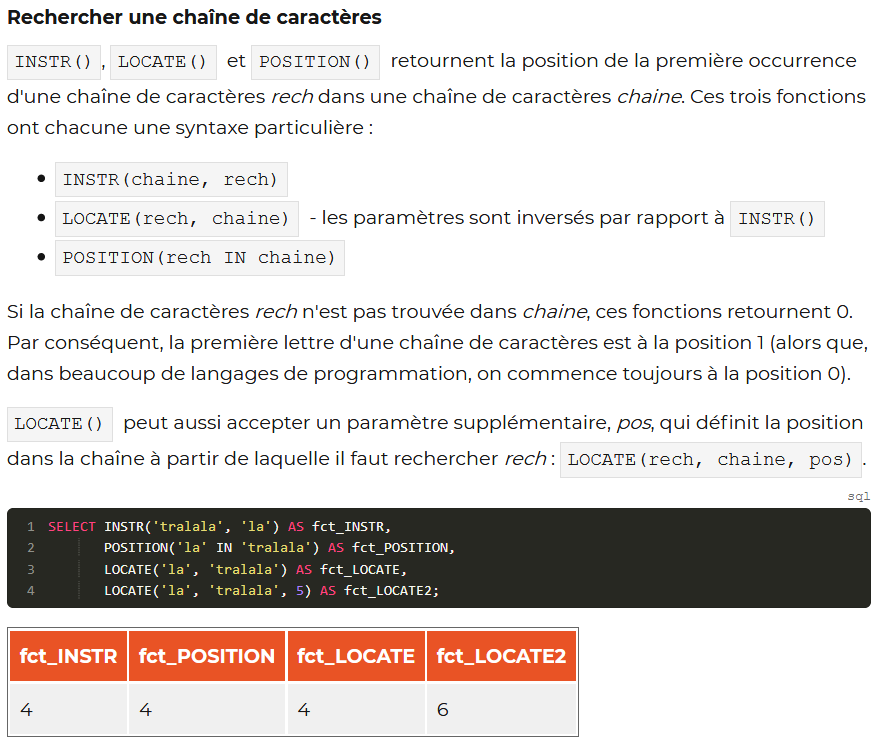 Rechercher une chaîne de caractères
INSTR(), LOCATE() et POSITION() retournent la position de la première occurrence
d'une chaîne de caractères rech dans une chaîne de caractères chaine. Ces trois fonctions
ont chacune une syntaxe particulière :
INSTR(chaine, rech)
LOCATE(rech, chaine) - les paramètres sont inversés par rapport à INSTR()
POSITION(rech IN chaine)
Si la chaîne de caractères rech n'est pas trouvée dans chaine, ces fonctions retournent 0.
Par conséquent, la première lettre d'une chaîne de caractères est à la position 1 (alors que,
dans beaucoup de langages de programmation, on commence toujours à la position 0).
LOCATE() peut aussi accepter un paramètre supplémentaire, pos, qui définit la position
dans la chaîne à partir de laquelle il faut rechercher rech : LOCATE(rech, chaine, pos).
sql
1 SELECT INSTR('tralala', 'la') AS fct_INSTR,
2 POSITION('la' IN 'tralala') AS fct_POSITION,
3 LOCATE('la', 'tralala') AS fct_LOCATE,
4 LOCATE('la', 'tralala', 5) AS fct_LOCATE2;
fct_INSTR fct_POSITION fct_LOCATE fct_LOCATE2
4 4 4 6